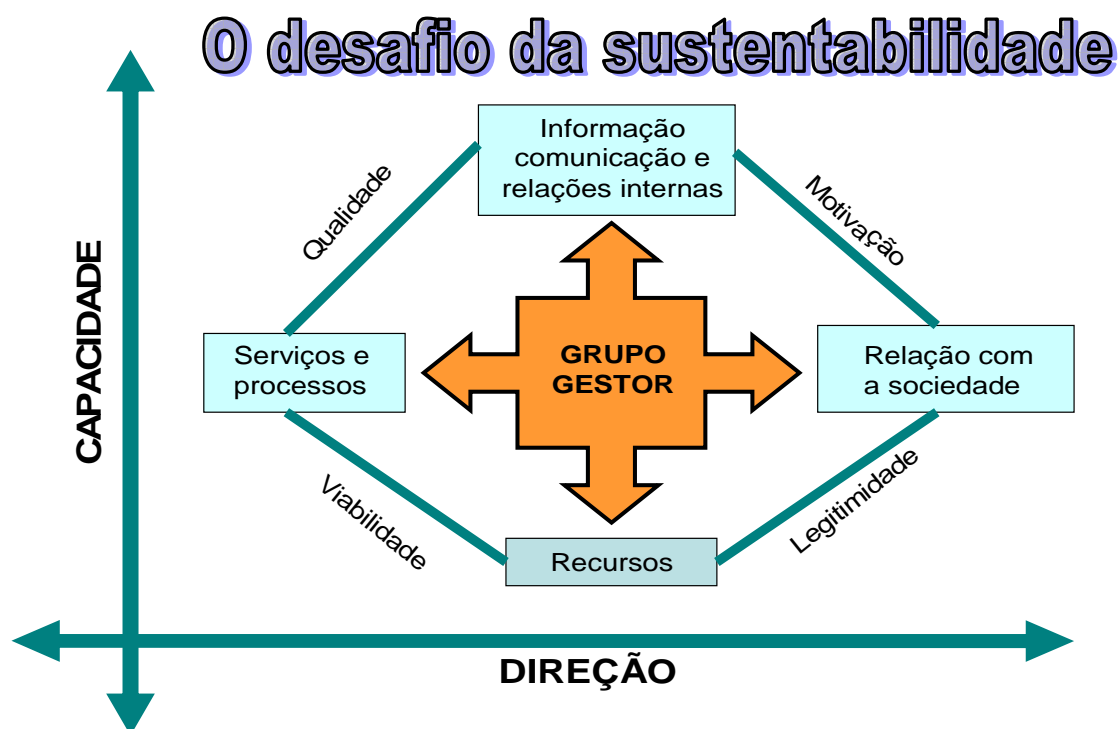 O desafio da sustentabilidade
Informação
comunicação e
relações internas
Qualidade
Motivação
CAPACIDADE
Serviços e
processos
GRUPO
GESTOR
Relação com
a sociedade
Viabilidade
Legitimidade
Recursos
DIREÇÃO